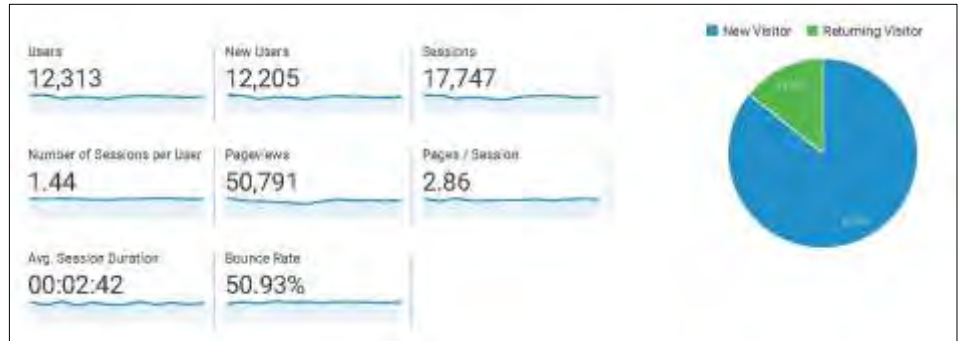 New Visitor Returning Visitor
Users New Users Sessions
12,313 12,205 17,747
Number of Sessions per User Pageviews Pages / Session
1.44 50,791 2.86
Avg. Session Duration Bounce Rate
00:02:42 50.93%